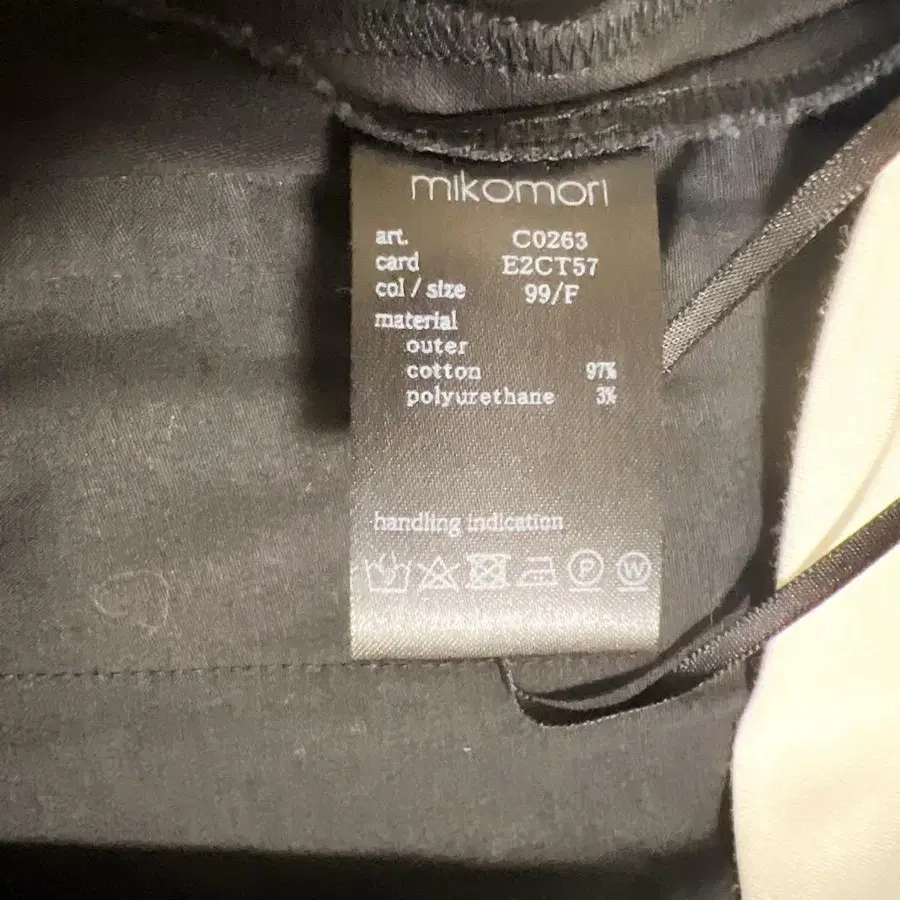 mikomori
art. C0263
card E2CT57
col / size 99/F
material
outer
cotton 97%
polyurethane 3%
handling indication
P W